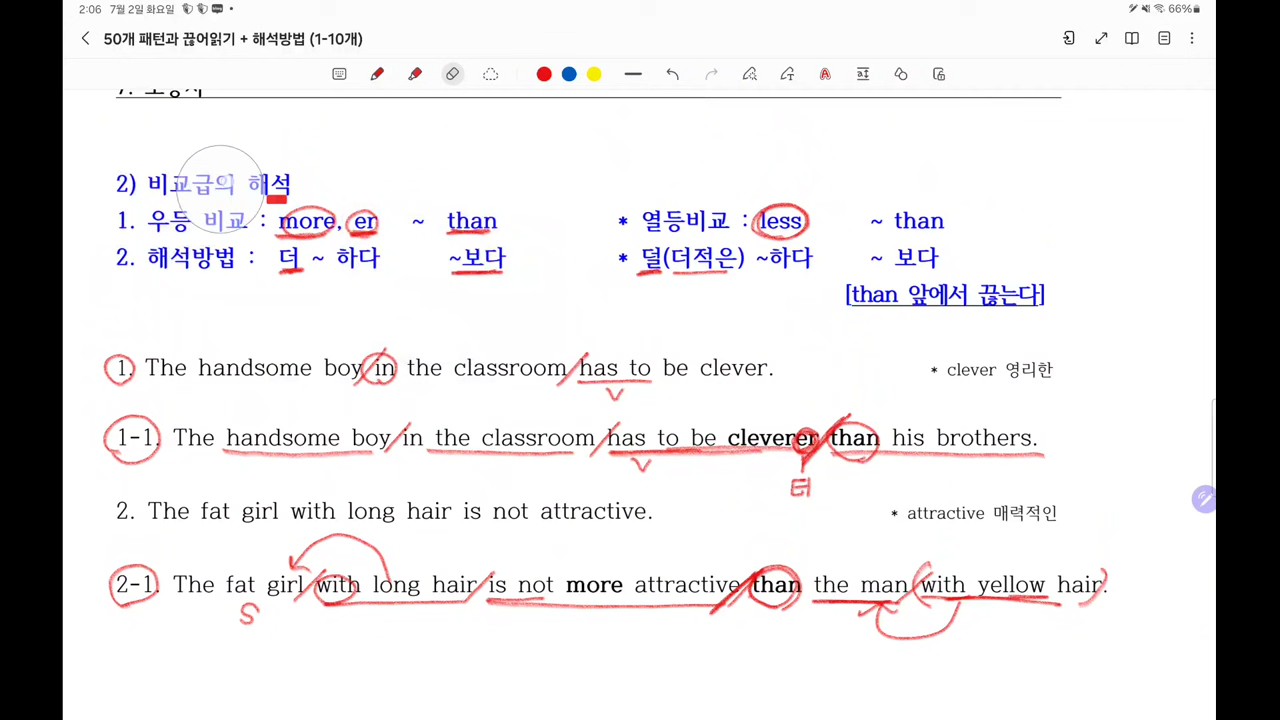 2:06 7월 2일 화요일 66%
50개 패턴과 끊어읽기 + 해석방법 (1-10개)
2) 비교급의 해석
1. 우등 비교 : more, er ~ than * 열등비교 : less ~ than
2. 해석방법 : 더 ~ 하다 ~보다 * 덜(더적은) ~하다 ~ 보다
[than 앞에서 끊는다]
1. The handsome boy in the classroom has to be clever. * clever 영리한
V
1-1. The handsome boy in the classroom has to be cleverer than his brothers.
V
더
2. The fat girl with long hair is not attractive. * attractive 매력적인
2-1. The fat girl with long hair is not more attractive than the man with yellow hair.
S